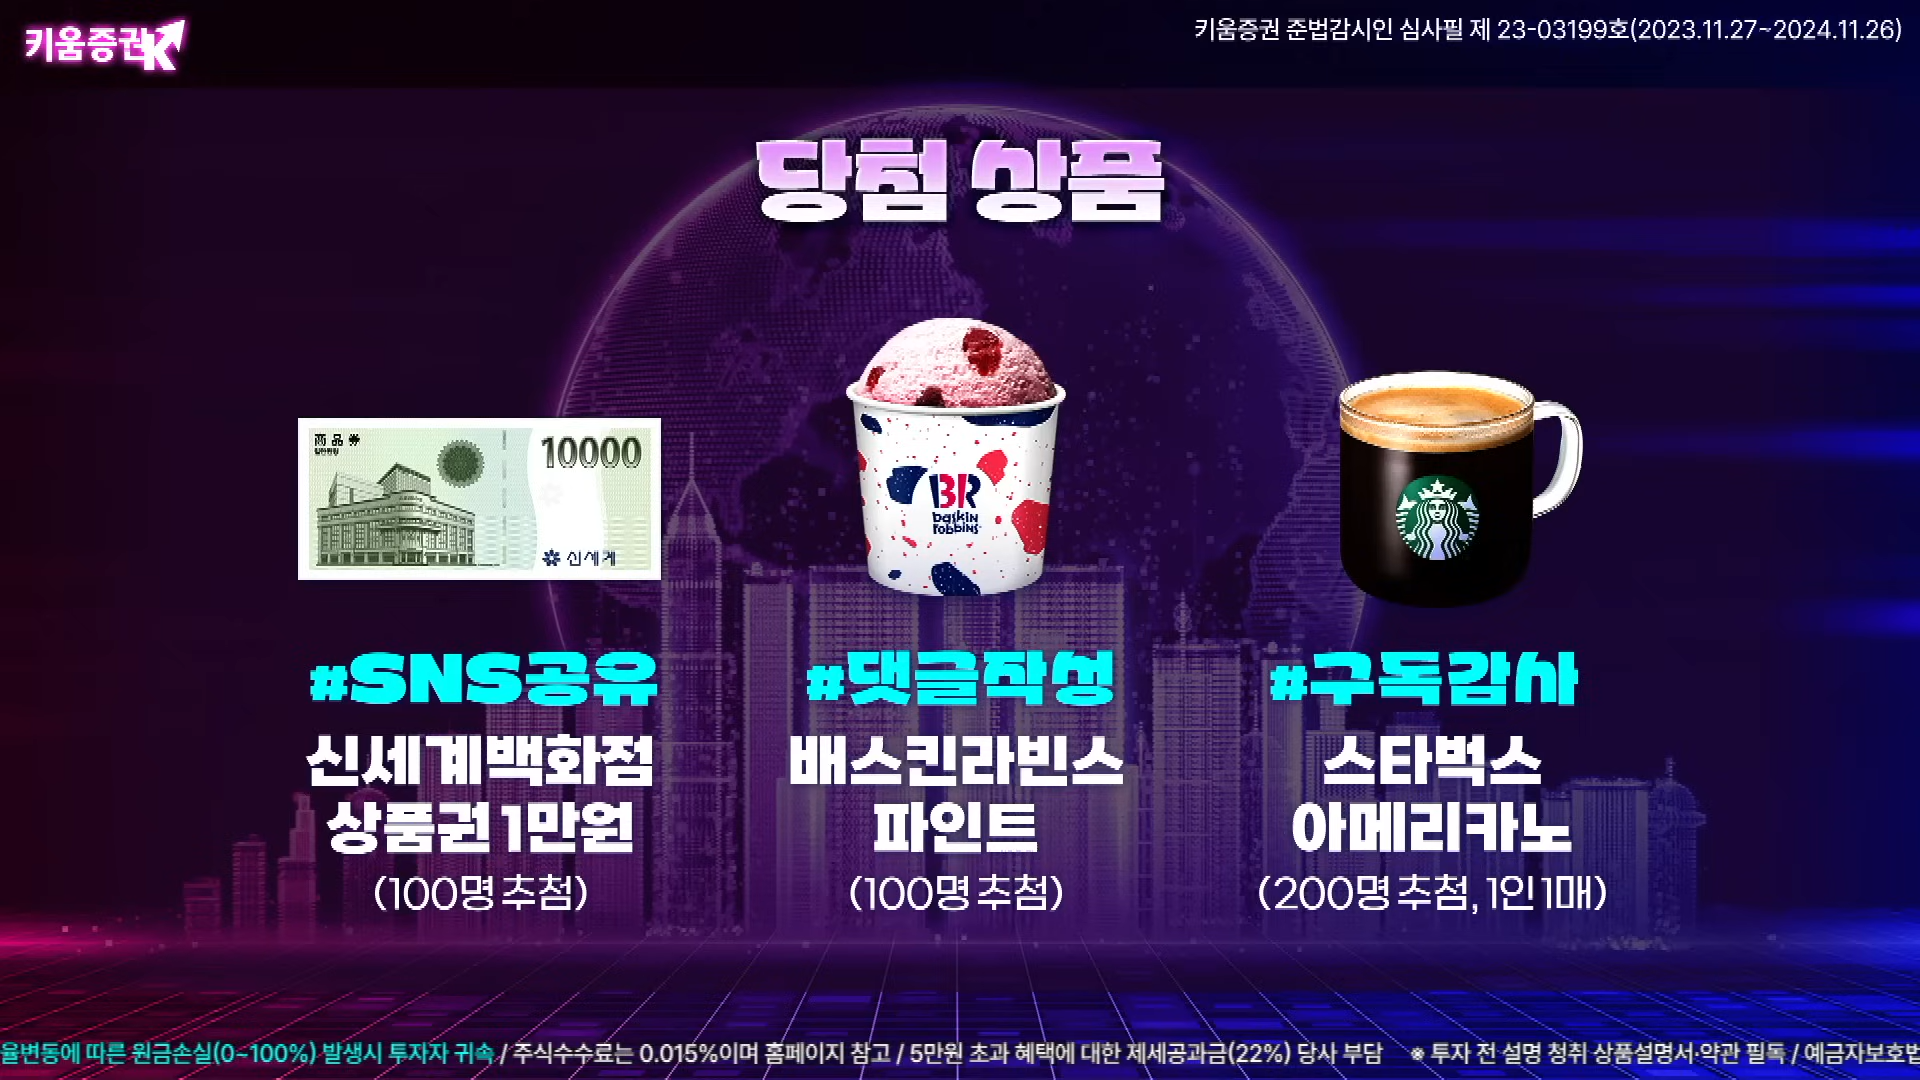 키움증권
키움증권 준법감시인 심사필 제 23-03199호(2023.11.27~2024.11.26)
당첨 상품
商品券
10000
신세계
BR
baskin
robbins
#SNS공유
#댓글작성
#구독감사
신세계백화점
상품권 1만원
(100명 추첨)
배스킨라빈스
파인트
(100명 추첨)
스타벅스
아메리카노
(200명 추첨, 1인 1매)
율변동에 따른 원금손실(0~100%) 발생시 투자자 귀속 / 주식수수료는 0.015%이며 홈페이지 참고 / 5만원 초과 혜택에 대한 제세공과금(22%) 당사 부담 ※ 투자 전 설명 청취 상품설명서·약관 필독 / 예금자보호법